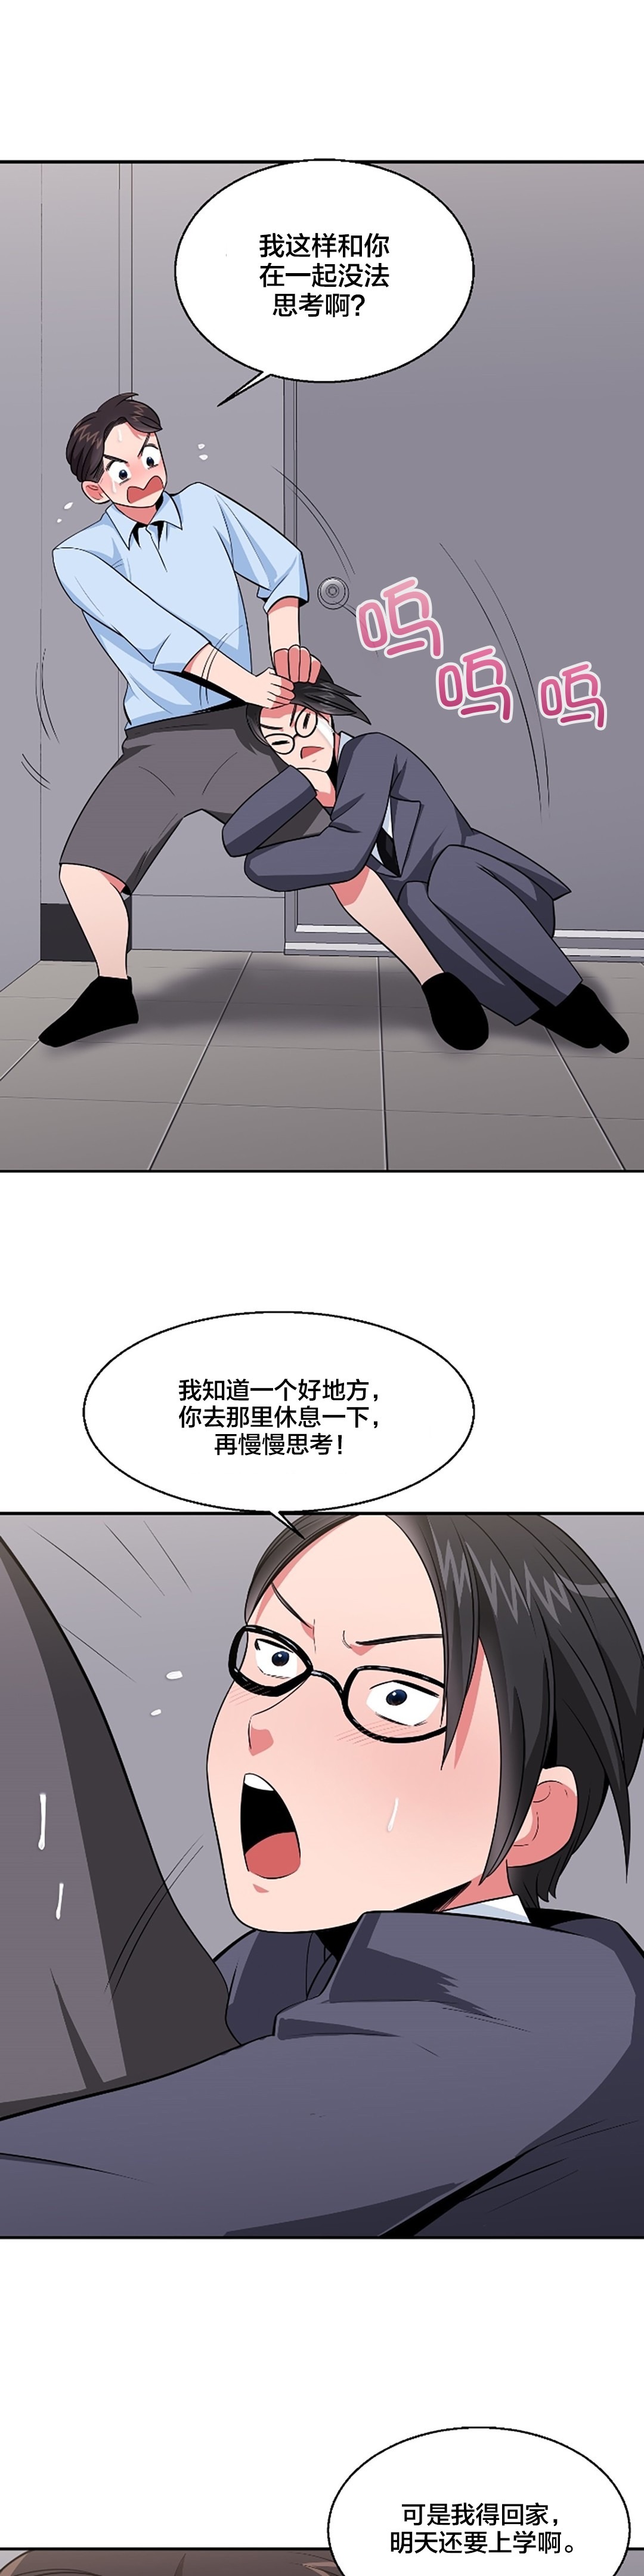 我这样和你
在一起没法
思考啊？
呜
呜
呜
我知道一个好地方，
你去那里休息一下，
再慢慢思考！
可是我得回家，
明天还要上学啊。